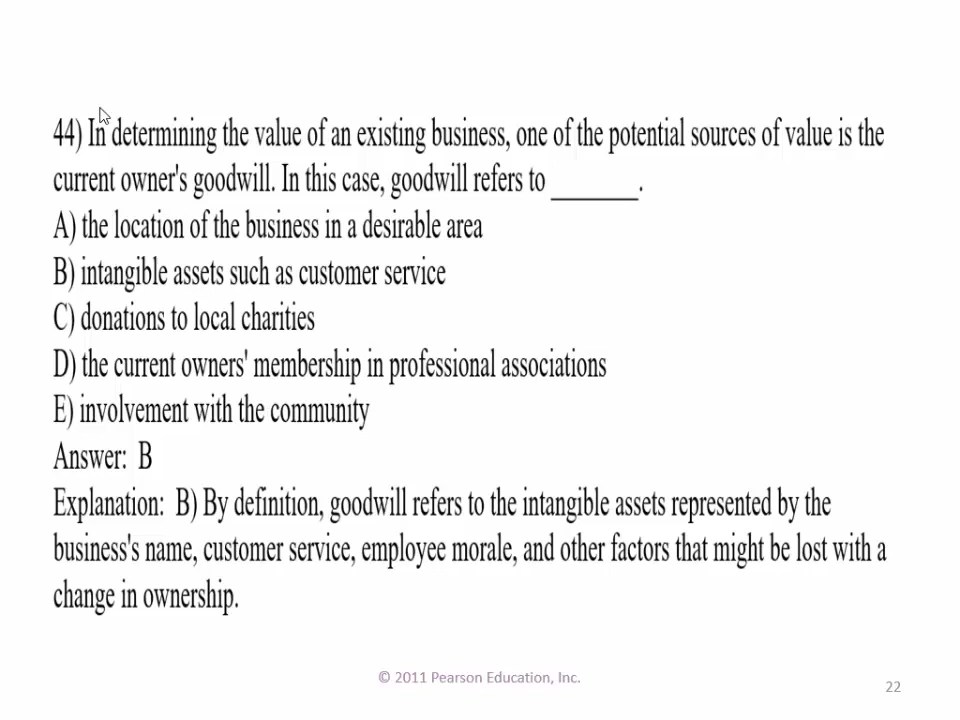 44) In determining the value of an existing business, one of the potential sources of value is the
current owner's goodwill. In this case, goodwill refers to _______.
A) the location of the business in a desirable area
B) intangible assets such as customer service
C) donations to local charities
D) the current owners' membership in professional associations
E) involvement with the community
Answer: B
Explanation: B) By definition, goodwill refers to the intangible assets represented by the
business's name, customer service, employee morale, and other factors that might be lost with a
change in ownership.
© 2011 Pearson Education, Inc.
22